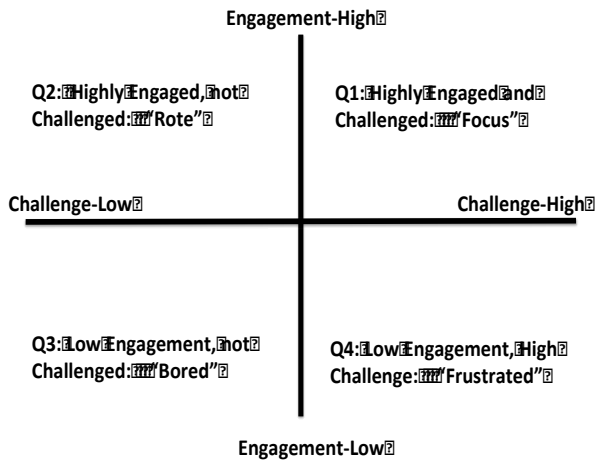 Engagement-High
Q2: Highly Engaged, not
Challenged: "Rote"
Q1: Highly Engaged and
Challenged: "Focus"
Challenge-Low
Challenge-High
Q3: Low Engagement, not
Challenged: "Bored"
Q4: Low Engagement, High
Challenge: "Frustrated"
Engagement-Low